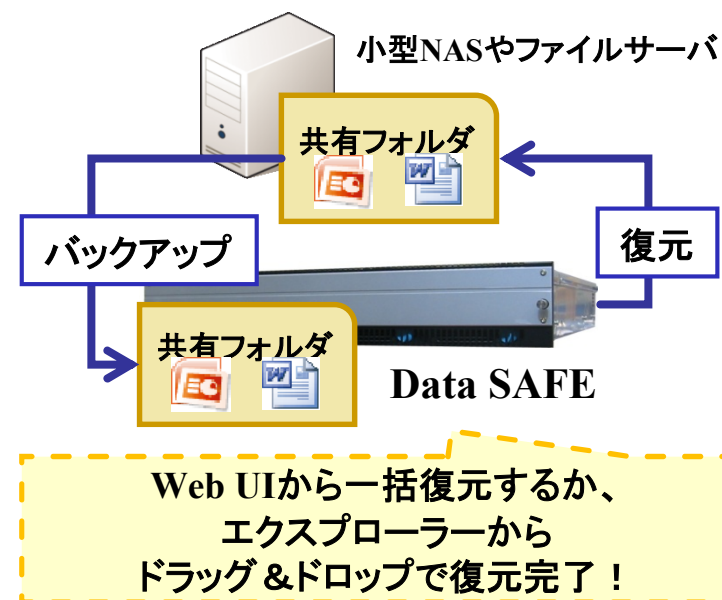 小型NASやファイルサーバ
共有フォルダ
バックアップ
復元
共有フォルダ
Data SAFE
Web UIから一括復元するか、
エクスプローラーから
ドラッグ＆ドロップで復元完了！